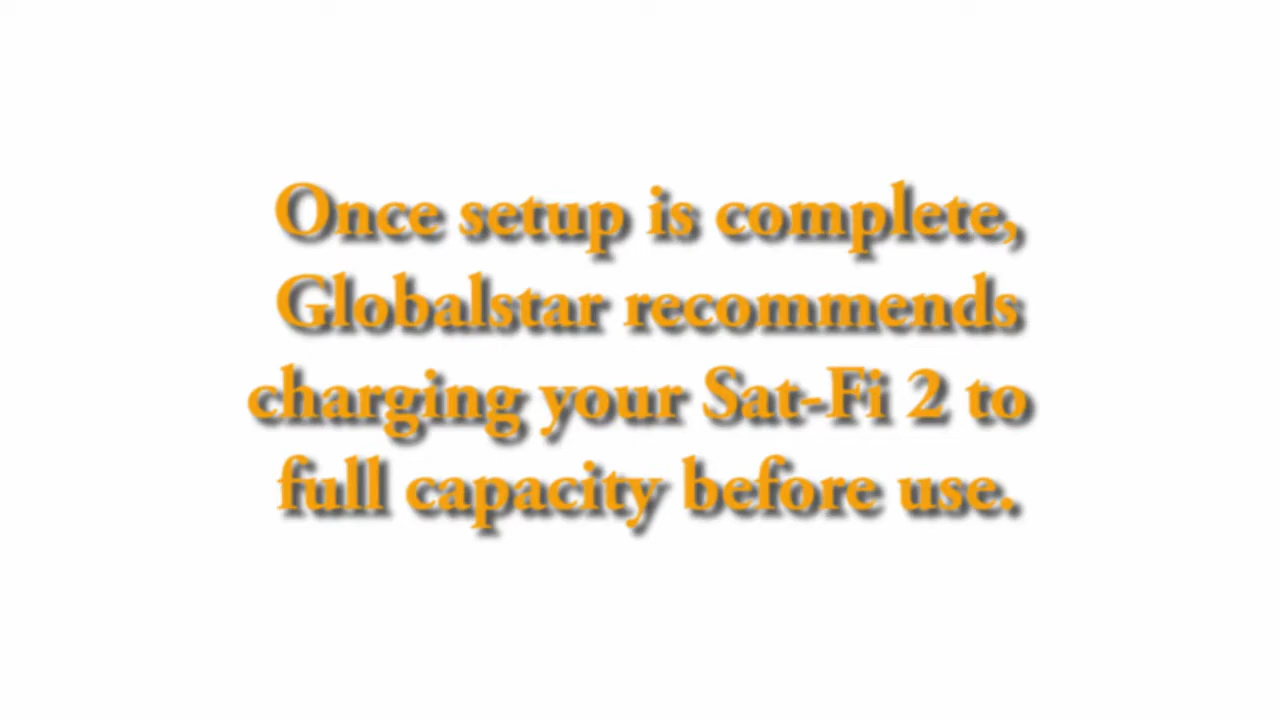 Once setup is complete,
Globalstar recommends
charging your Sat-Fi 2 to
full capacity before use.